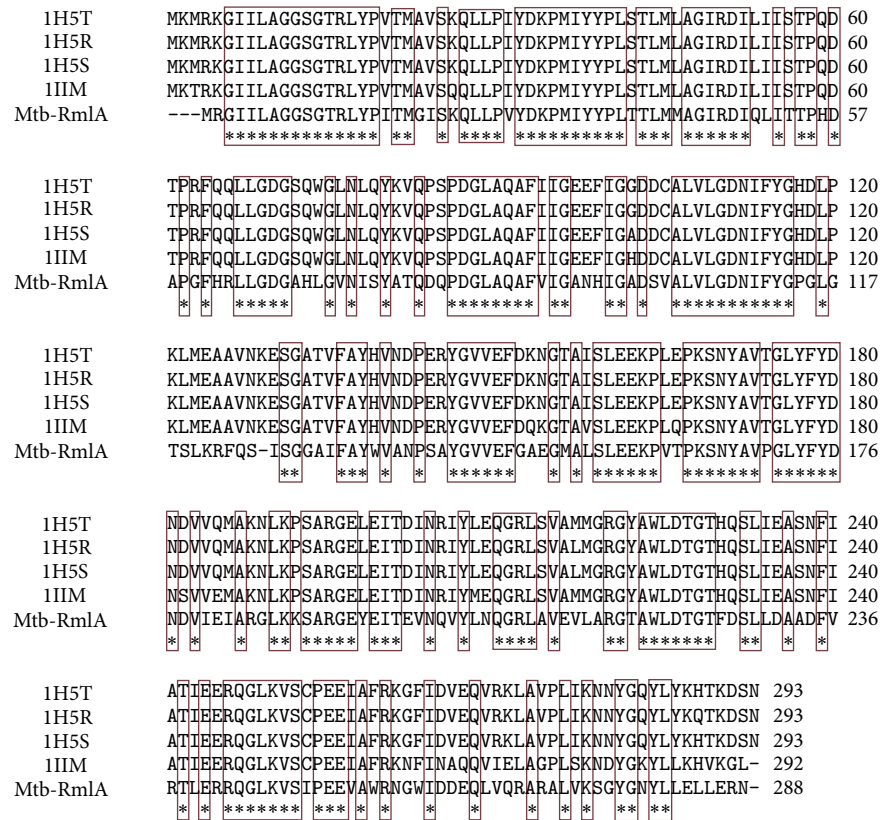 1H5T MKMRKGIILAGGSGTRLYPVTMAVSKQLLPIYDKPMIYYPLSTLMLAGIRDILIISTPQD 60
1H5R MKMRKGIILAGGSGTRLYPVTMAVSKQLLPIYDKPMIYYPLSTLMLAGIRDILIISTPQD 60
1H5S MKMRKGIILAGGSGTRLYPVTMAVSKQLLPIYDKPMIYYPLSTLMLAGIRDILIISTPQD 60
1IIM MKTRKGIILAGGSGTRLYPVTMAVSQQLLPIYDKPMIYYPLSTLMLAGIRDILIISTPQD 60
Mtb-RmlA ---MRGIILAGGSGTRLYPITMGISKQLLPVYDKPMIYYPLTTLMMAGIRDIQLITTPHD 57
************** ** * **** ********** *** ****** * ** *
1H5T TPRFQQLLGDGSQWGLNLQYKVQPSPDGLAQAFIIGEEFIGGDDCALVLGDNIFYGHDLP 120
1H5R TPRFQQLLGDGSQWGLNLQYKVQPSPDGLAQAFIIGEEFIGGDDCALVLGDNIFYGHDLP 120
1H5S TPRFQQLLGDGSQWGLNLQYKVQPSPDGLAQAFIIGEEFIGADDCALVLGDNIFYGHDLP 120
1IIM TPRFQQLLGDGSQWGLNLQYKVQPSPDGLAQAFIIGEEFIGHDDCALVLGDNIFYGHDLP 120
Mtb-RmlA APGFHRLLGDGAHLGVNISYATQDQPDGLAQAFVIGANHIGADSVALVLGDNIFYGPGLG 117
* * ***** * * * * ******** ** ** * *********** *
1H5T KLMEAAVNKESGATVFAYHVNDPERYGVVEFDKNGTAISLEEKPLEPKSNYAVTGLYFYD 180
1H5R KLMEAAVNKESGATVFAYHVNDPERYGVVEFDKNGTAISLEEKPLEPKSNYAVTGLYFYD 180
1H5S KLMEAAVNKESGATVFAYHVNDPERYGVVEFDKNGTAISLEEKPLEPKSNYAVTGLYFYD 180
1IIM KLMEAAVNKESGATVFAYHVNDPERYGVVEFDQKGTAVSLEEKPLQPKSNYAVTGLYFYD 180
Mtb-RmlA TSLKRFQS-ISGGAIFAYWVANPSAYGVVEFGAEGMALSLEEKPVTPKSNYAVPGLYFYD 176
** *** * * ****** * * ****** ******* ******
1H5T NDVVQMAKNLKPSARGELEITDINRIYLEQGRLSVAMMGRGYAWLDTGTHQSLIEASNFI 240
1H5R NDVVQMAKNLKPSARGELEITDINRIYLEQGRLSVALMGRGYAWLDTGTHQSLIEASNFI 240
1H5S NDVVQMAKNLKPSARGELEITDINRIYLEQGRLSVALMGRGYAWLDTGTHQSLIEASNFI 240
1IIM NSVVEMAKNLKPSARGELEITDINRIYMEQGRLSVALMGRGYAWLDTGTHQSLIEASNFI 240
Mtb-RmlA NDVIEIARGLKKSARGEYEITEVNQVYLNQGRLAVEVLARGTAWLDTGTFDSLLDAADFV 236
* * * ** ***** *** * * **** * ** ******* ** * *
1H5T ATIEERQGLKVSCPEEIAFRKGFIDVEQVRKLAVPLIKNNYGQYLYKHTKDSN 293
1H5R ATIEERQGLKVSCPEEIAFRKGFIDVEQVRKLAVPLIKNNYGQYLYKQTKDSN 293
1H5S ATIEERQGLKVSCPEEIAFRKGFIDVEQVRKLAVPLIKNNYGQYLYKHTKDSN 293
1IIM ATIEERQGLKVSCPEEIAFRKNFINAQQVIELAGPLSKNDYGKYLLKHVKGL- 292
Mtb-RmlA RTLERRQGLKVSIPEEVAWRNGWIDDEQLVQRARALVKSGYGNYLLELLERN- 288
* * ******* *** * * * * * * * ** **